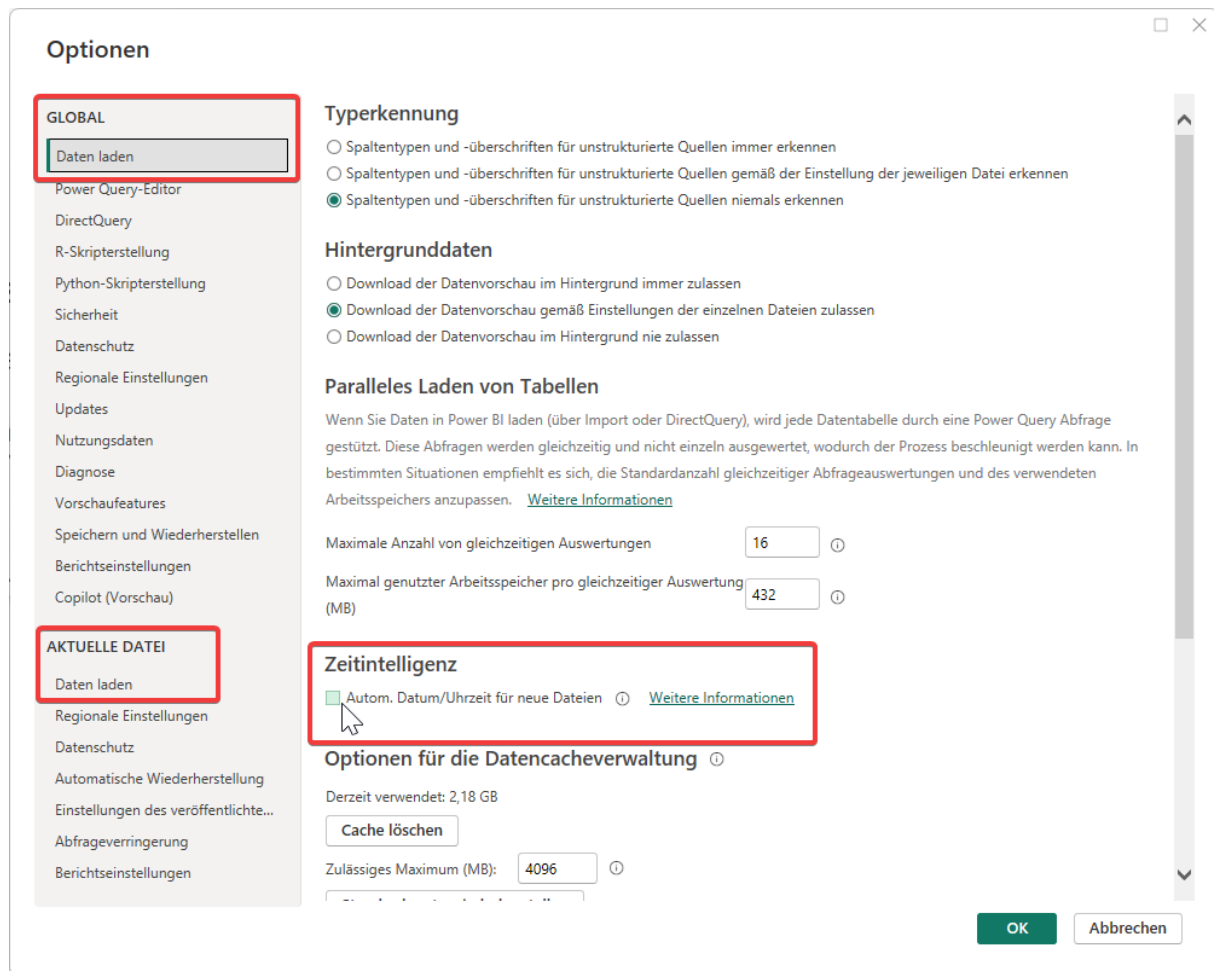 Optionen
GLOBAL
Daten laden
Power Query-Editor
DirectQuery
R-Skripterstellung
Python-Skripterstellung
Sicherheit
Datenschutz
Regionale Einstellungen
Updates
Nutzungsdaten
Diagnose
Vorschaufeatures
Speichern und Wiederherstellen
Berichtseinstellungen
Copilot (Vorschau)
AKTUELLE DATEI
Daten laden
Regionale Einstellungen
Datenschutz
Automatische Wiederherstellung
Einstellungen des veröffentlichte...
Abfrageverringerung
Berichtseinstellungen
Typerkennung
Spaltentypen und -überschriften für unstrukturierte Quellen immer erkennen
Spaltentypen und -überschriften für unstrukturierte Quellen gemäß der Einstellung der jeweiligen Datei erkennen
Spaltentypen und -überschriften für unstrukturierte Quellen niemals erkennen
Hintergrunddaten
Download der Datenvorschau im Hintergrund immer zulassen
Download der Datenvorschau gemäß Einstellungen der einzelnen Dateien zulassen
Download der Datenvorschau im Hintergrund nie zulassen
Paralleles Laden von Tabellen
Wenn Sie Daten in Power BI laden (über Import oder DirectQuery), wird jede Datentabelle durch eine Power Query Abfrage
gestützt. Diese Abfragen werden gleichzeitig und nicht einzeln ausgewertet, wodurch der Prozess beschleunigt werden kann. In
bestimmten Situationen empfiehlt es sich, die Standardanzahl gleichzeitiger Abfrageauswertungen und des verwendeten
Arbeitsspeichers anzupassen. Weitere Informationen
Maximale Anzahl von gleichzeitigen Auswertungen 16
Maximal genutzter Arbeitsspeicher pro gleichzeitiger Auswertung 432
(MB)
Zeitintelligenz
Autom. Datum/Uhrzeit für neue Dateien Weitere Informationen
Optionen für die Datencacheverwaltung
Derzeit verwendet: 2,18 GB
Cache löschen
Zulässiges Maximum (MB): 4096
OK Abbrechen